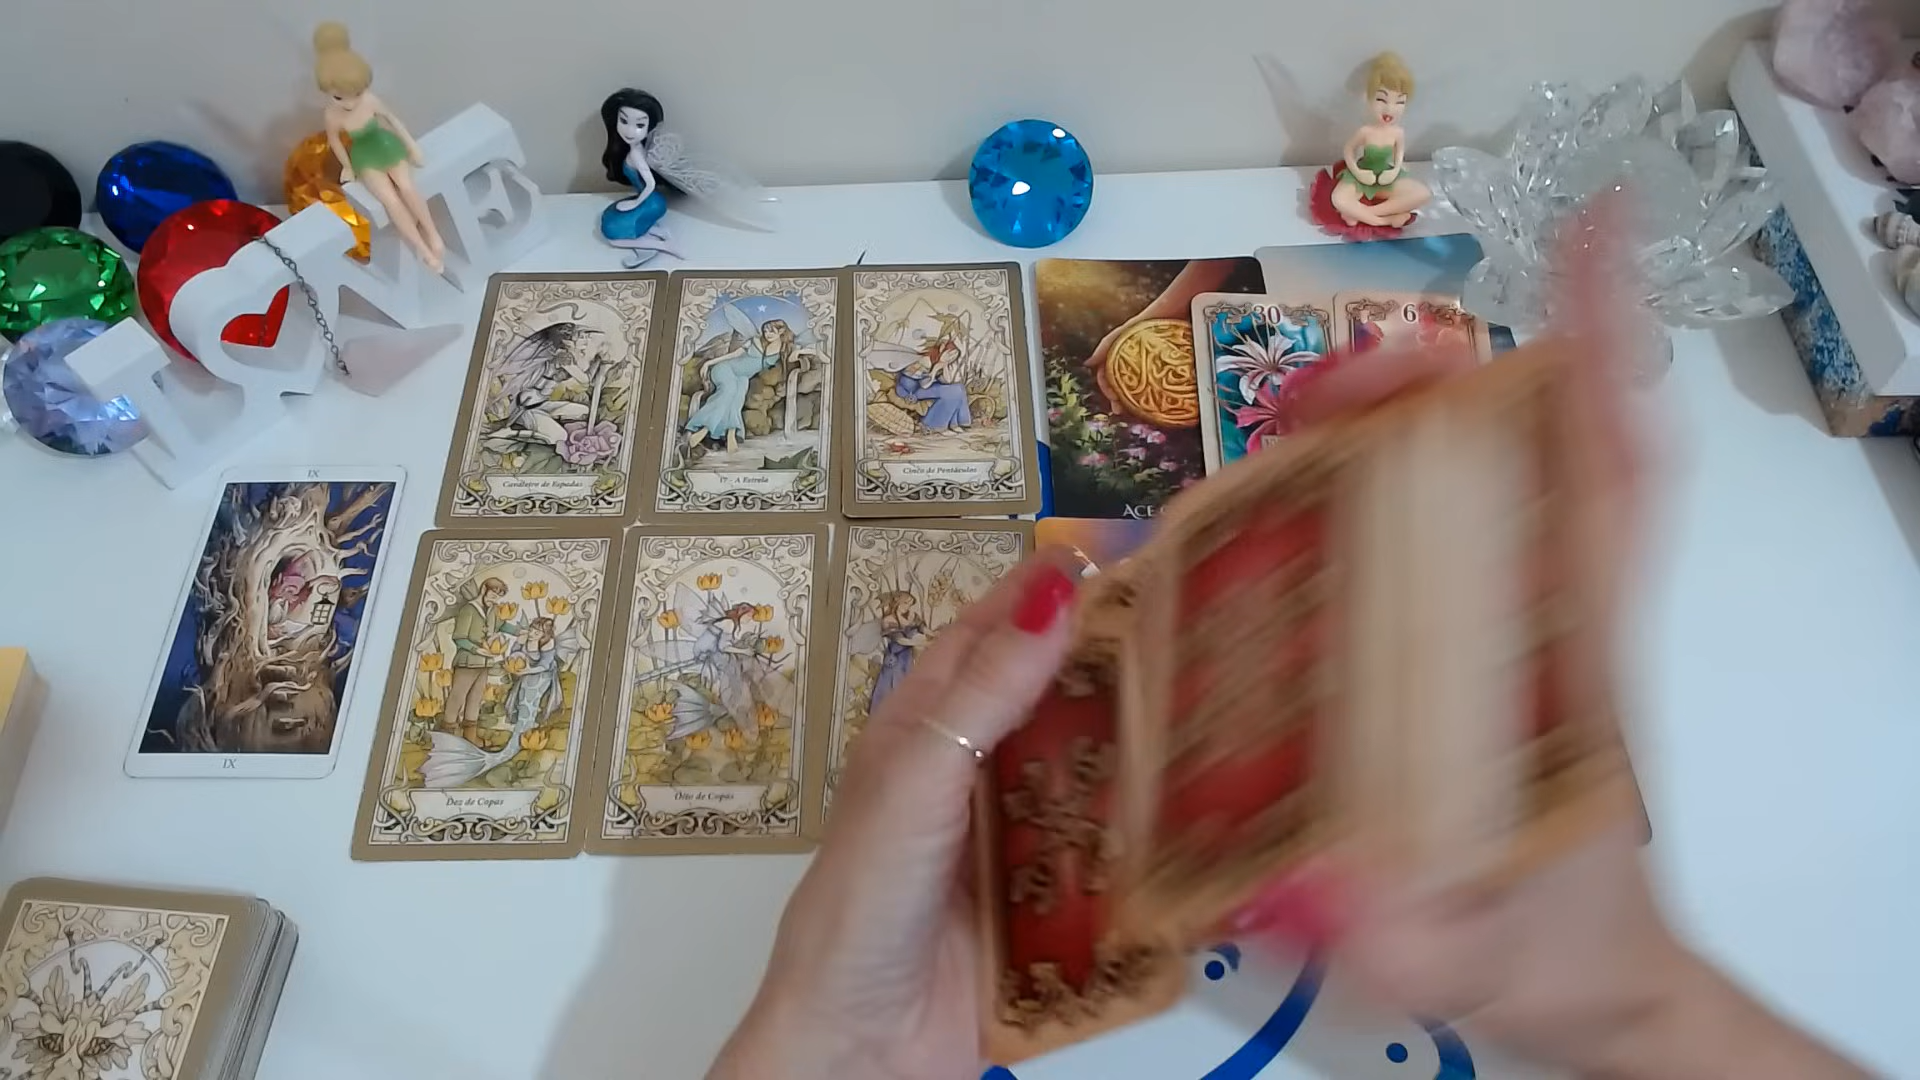 HOME
30
6
Cavaleiro de Espadas
17 - A Estrela
Cinco de Pentáculos
ACE
IX
IX
Dez de Copas
Oito de Copas